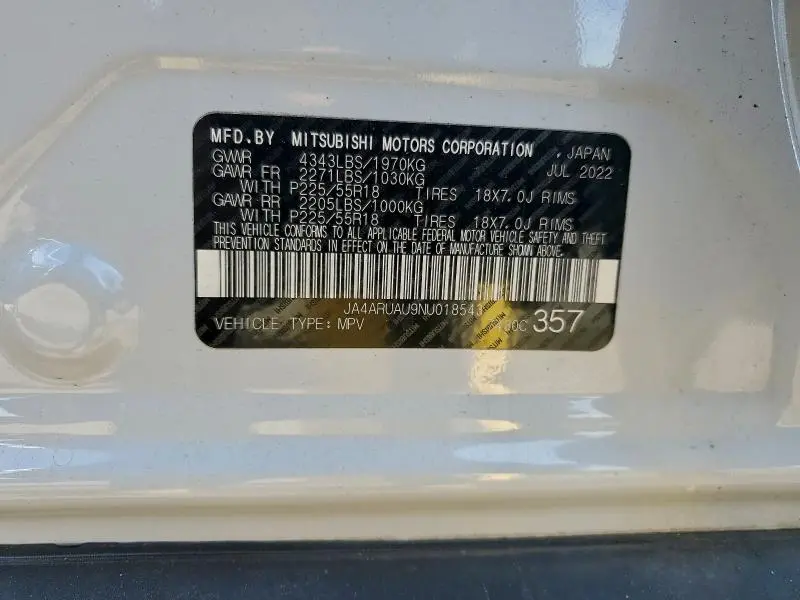 MFD.BY MITSUBISHI MOTORS CORPORATION . JAPAN
GVWR 4343LBS/1970KG JUL 2022
GAWR FR 2271LBS/1030KG
WITH P225/55R18 TIRES 18X7.0J RIMS
GAWR RR 2205LBS/1000KG
WITH P225/55R18 TIRES 18X7.0J RIMS
THIS VEHICLE CONFORMS TO ALL APPLICABLE FEDERAL MOTOR VEHICLE SAFETY AND THEFT
PREVENTION STANDARDS IN EFFECT ON THE DATE OF MANUFACTURE SHOWN ABOVE.
JA4ARUAU9NU018543
VEHICLE TYPE: MPV 357